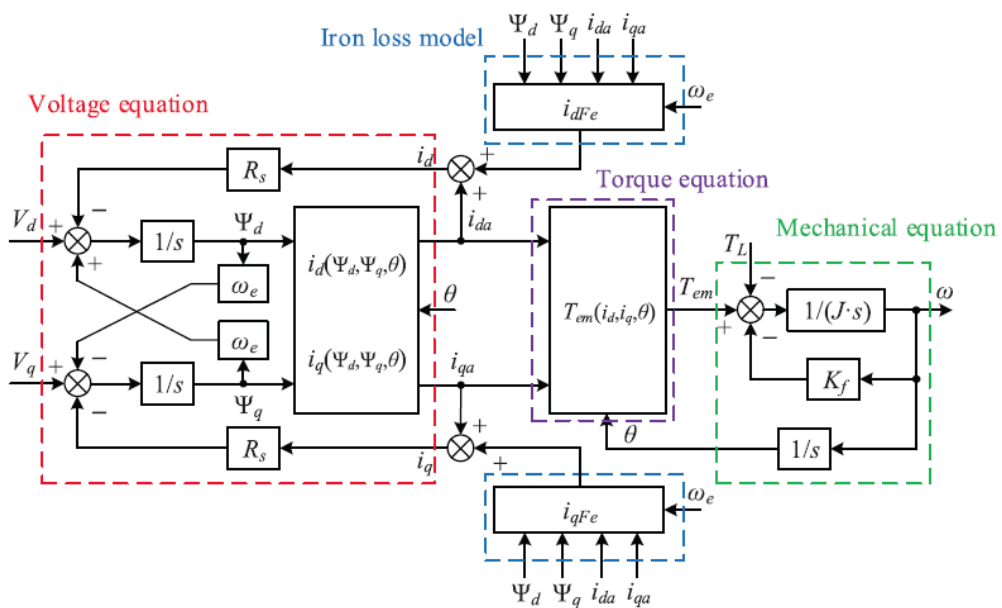 Ψd Ψq ida iqa
Iron loss model
idFe
ωe
Voltage equation
Rs
id
+
+
Torque equation
Mechanical equation
Vd
+
−
+
1/s
Ψd
ida
TL
−
ωe
id(Ψd,Ψq,θ)
θ
Tem(id,iq,θ)
Tem
+
−
1/(J·s)
ω
ωe
iq(Ψd,Ψq,θ)
Kf
Vq
+
−
−
1/s
Ψq
iqa
Rs
iq
+
+
θ
1/s
iqFe
ωe
Ψd Ψq ida iqa